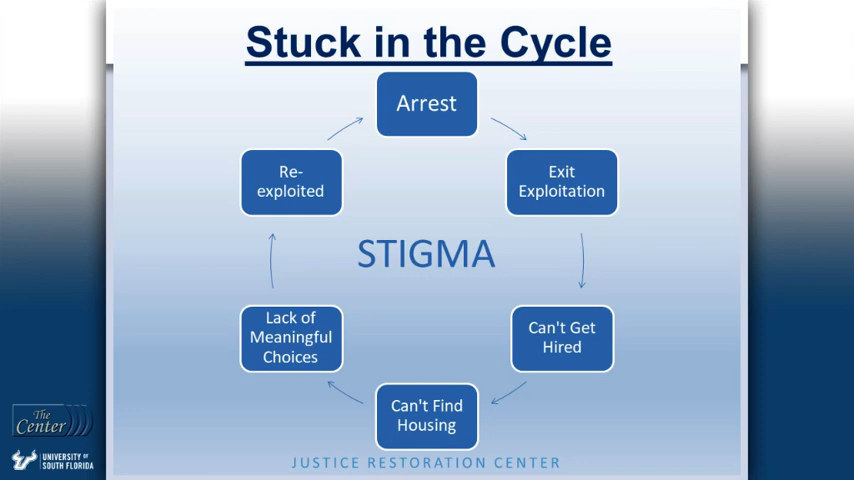 Stuck in the Cycle
Arrest
Exit
Exploitation
Can't Get
Hired
Can't Find
Housing
Lack of
Meaningful
Choices
Re-
exploited
STIGMA
JUSTICE RESTORATION CENTER
The
Center
UNIVERSITY of
SOUTH FLORIDA